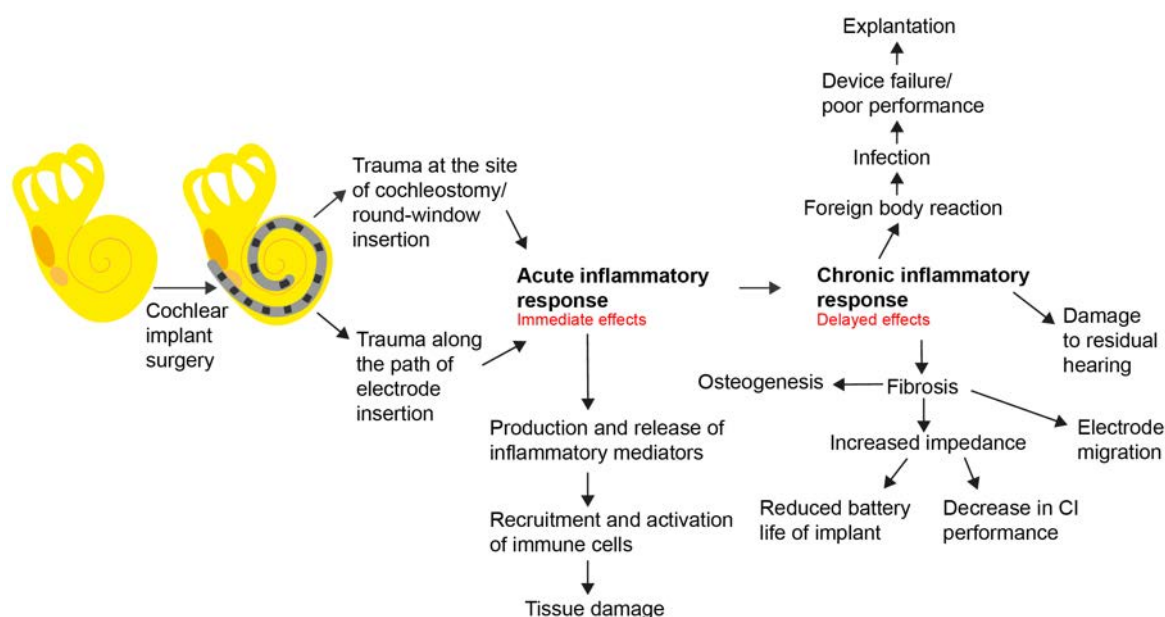 Explantation
Device failure/
poor performance
Infection
Foreign body reaction
Trauma at the site
of cochleostomy/
round-window
insertion
Cochlear
implant
surgery
Trauma along
the path of
electrode
insertion
Acute inflammatory
response
Immediate effects
Production and release of
inflammatory mediators
Recruitment and activation
of immune cells
Tissue damage
Chronic inflammatory
response
Delayed effects
Damage
to residual
hearing
Osteogenesis
Fibrosis
Electrode
migration
Increased impedance
Reduced battery
life of implant
Decrease in CI
performance